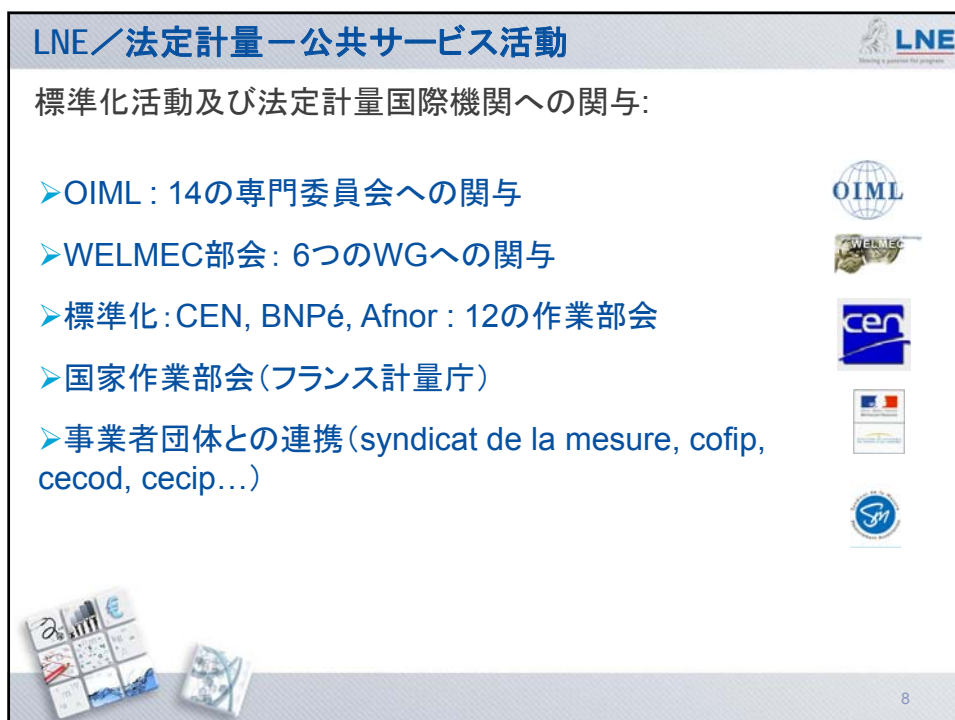 LNE／法定計量－公共サービス活動
LNE
標準化活動及び法定計量国際機関への関与:
➢OIML : 14の専門委員会への関与
OIML
➢WELMEC部会： 6つのWGへの関与
WELMEC
➢標準化：CEN, BNPé, Afnor : 12の作業部会
cen
➢国家作業部会（フランス計量庁）
➢事業者団体との連携（syndicat de la mesure, cofip,
cecod, cecip…）
8